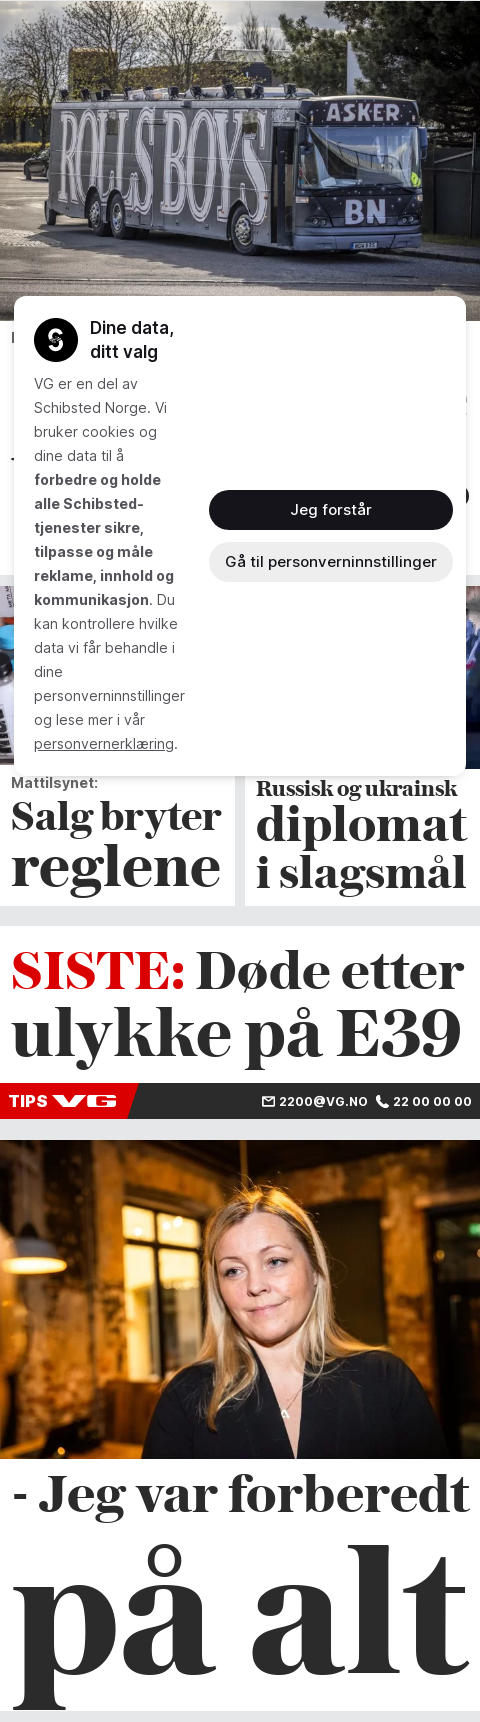 ROLLS BOYS
ASKER
BN
Dine data,
ditt valg
VG er en del av
Schibsted Norge. Vi
bruker cookies og
dine data til å
forbedre og holde
alle Schibsted-
tjenester sikre,
tilpasse og måle
reklame, innhold og
kommunikasjon. Du
kan kontrollere hvilke
data vi får behandle i
dine
personverninnstillinger
og lese mer i vår
personvernerklæring.
Jeg forstår
Gå til personverninnstillinger
Mattilsynet:
Salg bryter
reglene
Russisk og ukrainsk
diplomat
i slagsmål
SISTE: Døde etter
ulykke på E39
TIPS VG
2200@VG.NO 22 00 00 00
- Jeg var forberedt
på alt